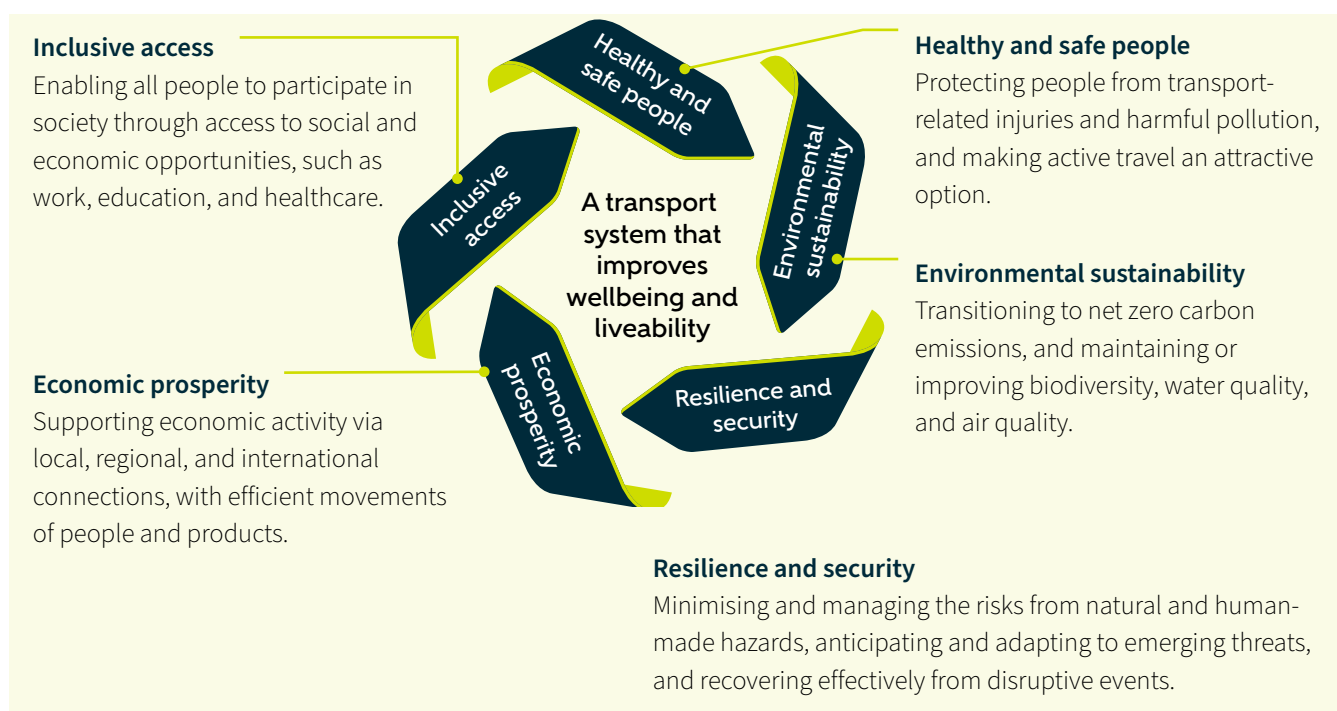 Inclusive access
Enabling all people to participate in
society through access to social and
economic opportunities, such as
work, education, and healthcare.
Healthy and
safe people
Healthy and safe people
Protecting people from transport-
related injuries and harmful pollution,
and making active travel an attractive
option.
Inclusive
access
A transport
system that
improves
wellbeing and
liveability
Environmental
sustainability
Environmental sustainability
Transitioning to net zero carbon
emissions, and maintaining or
improving biodiversity, water quality,
and air quality.
Economic prosperity
Supporting economic activity via
local, regional, and international
connections, with efficient movements
of people and products.
Economic
prosperity
Resilience and
security
Resilience and security
Minimising and managing the risks from natural and human-
made hazards, anticipating and adapting to emerging threats,
and recovering effectively from disruptive events.